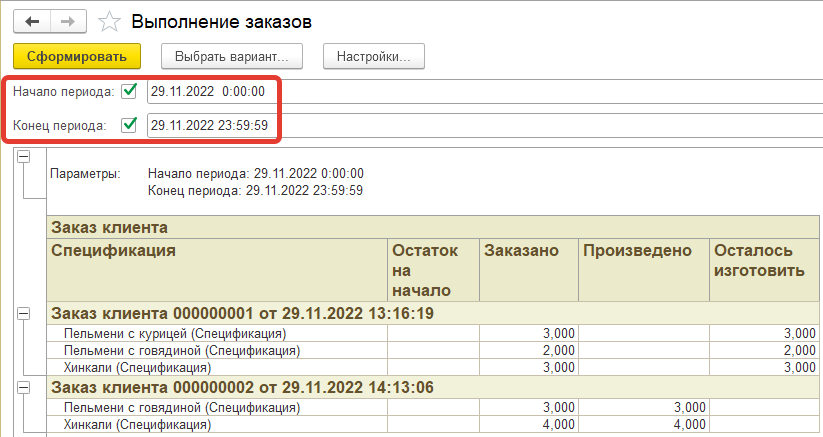 Выполнение заказов
Сформировать Выбрать вариант... Настройки...
Начало периода: 29.11.2022 0:00:00
Конец периода: 29.11.2022 23:59:59
Параметры: Начало периода: 29.11.2022 0:00:00
Конец периода: 29.11.2022 23:59:59
Заказ клиента
Спецификация Остаток на начало Заказано Произведено Осталось изготовить
Заказ клиента 000000001 от 29.11.2022 13:16:19
Пельмени с курицей (Спецификация) 3,000 3,000
Пельмени с говядиной (Спецификация) 2,000 2,000
Хинкали (Спецификация) 3,000 3,000
Заказ клиента 000000002 от 29.11.2022 14:13:06
Пельмени с говядиной (Спецификация) 3,000 3,000
Хинкали (Спецификация) 4,000 4,000